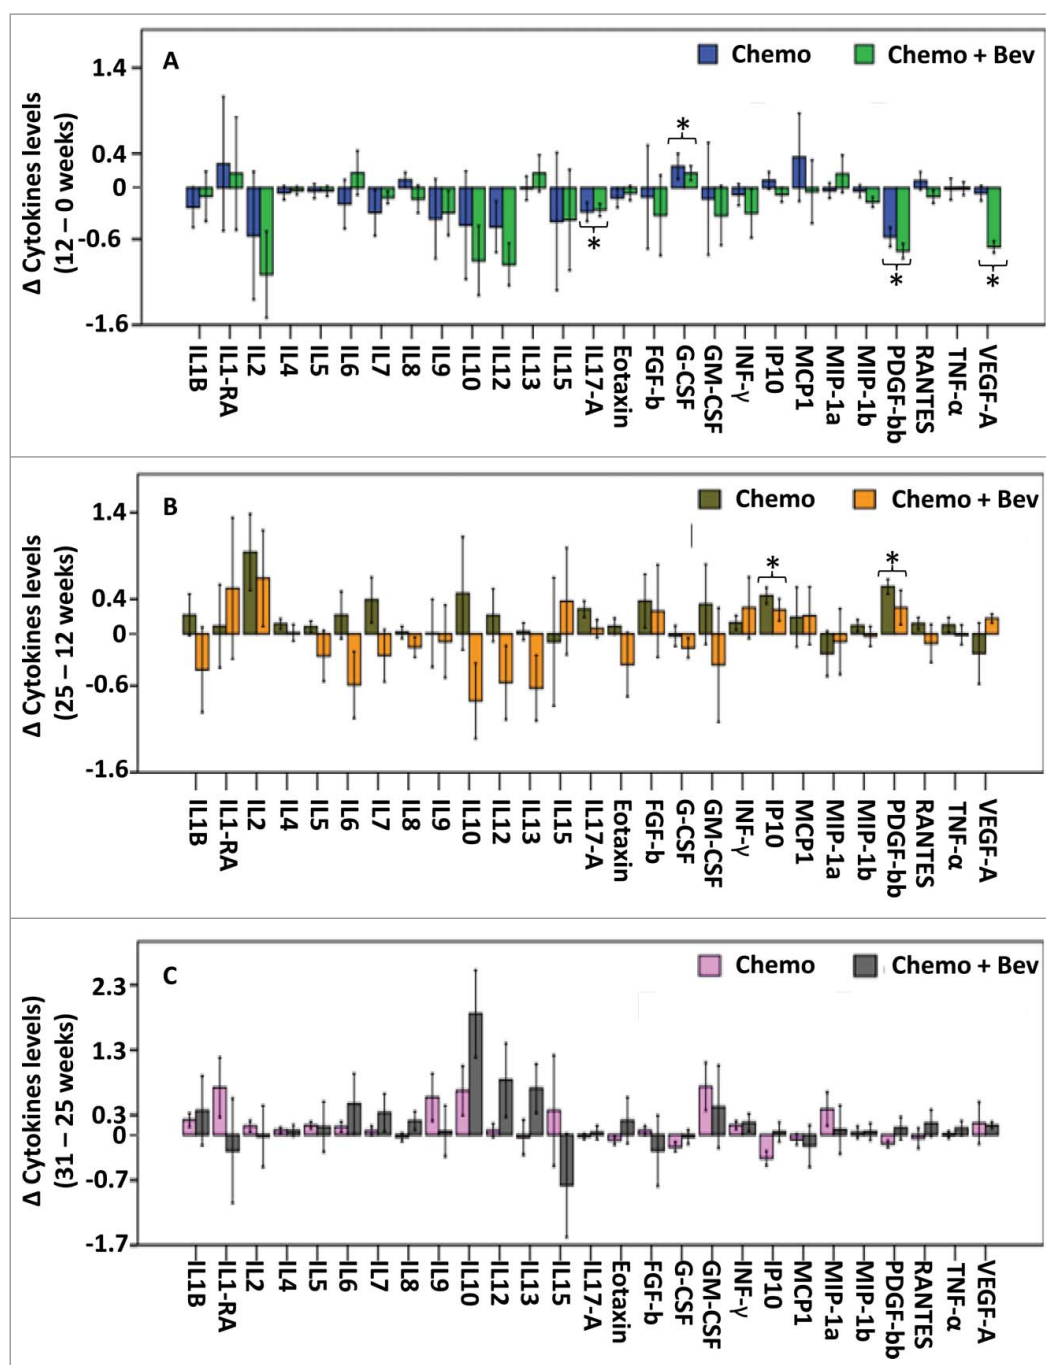 A
Chemo
Chemo + Bev
Δ Cytokines levels
(12 – 0 weeks)
1.4
0.4
0
-0.6
-1.6
*
*
*
*
IL1B
IL1-RA
IL2
IL4
IL5
IL6
IL7
IL8
IL9
IL10
IL12
IL13
IL15
IL17-A
Eotaxin
FGF-b
G-CSF
GM-CSF
INF-γ
IP10
MCP1
MIP-1a
MIP-1b
PDGF-bb
RANTES
TNF-α
VEGF-A
B
Chemo
Chemo + Bev
Δ Cytokines levels
(25 – 12 weeks)
1.4
0.4
0
-0.6
-1.6
*
*
IL1B
IL1-RA
IL2
IL4
IL5
IL6
IL7
IL8
IL9
IL10
IL12
IL13
IL15
IL17-A
Eotaxin
FGF-b
G-CSF
GM-CSF
INF-γ
IP10
MCP1
MIP-1a
MIP-1b
PDGF-bb
RANTES
TNF-α
VEGF-A
C
Chemo
Chemo + Bev
Δ Cytokines levels)
(31 – 25 weeks)
2.3
1.3
0.3
0
-0.7
-1.7
IL1B
IL1-RA
IL2
IL4
IL5
IL6
IL7
IL8
IL9
IL10
IL12
IL13
IL15
IL17-A
Eotaxin
FGF-b
G-CSF
GM-CSF
INF-γ
IP10
MCP1
MIP-1a
MIP-1b
PDGF-bb
RANTES
TNF-α
VEGF-A